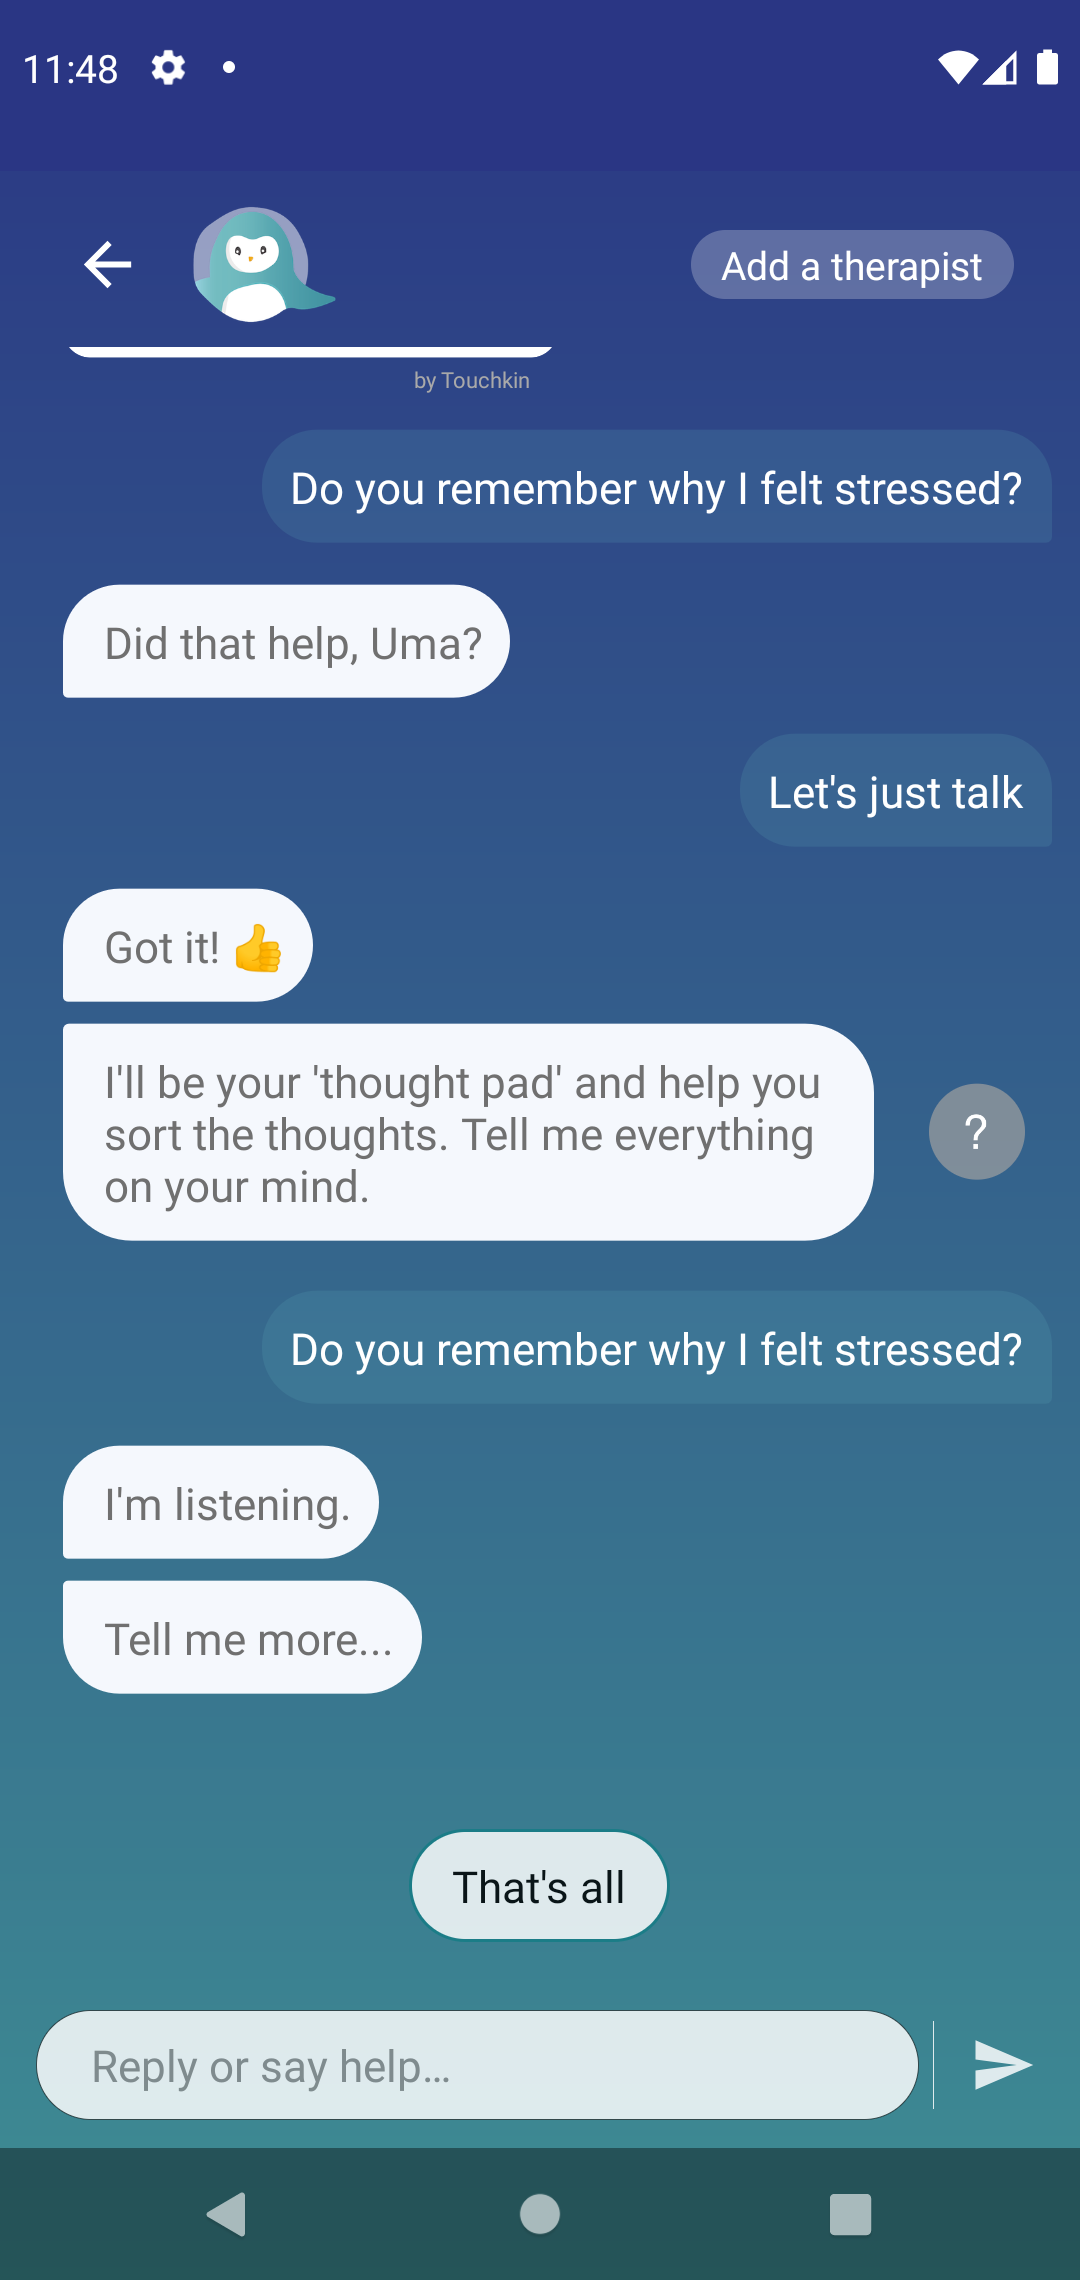 11:48
Add a therapist
by Touchkin
Do you remember why I felt stressed?
Did that help, Uma?
Let's just talk
Got it! 👍
I'll be your 'thought pad' and help you
sort the thoughts. Tell me everything
on your mind.
?
Do you remember why I felt stressed?
I'm listening.
Tell me more...
That's all
Reply or say help...